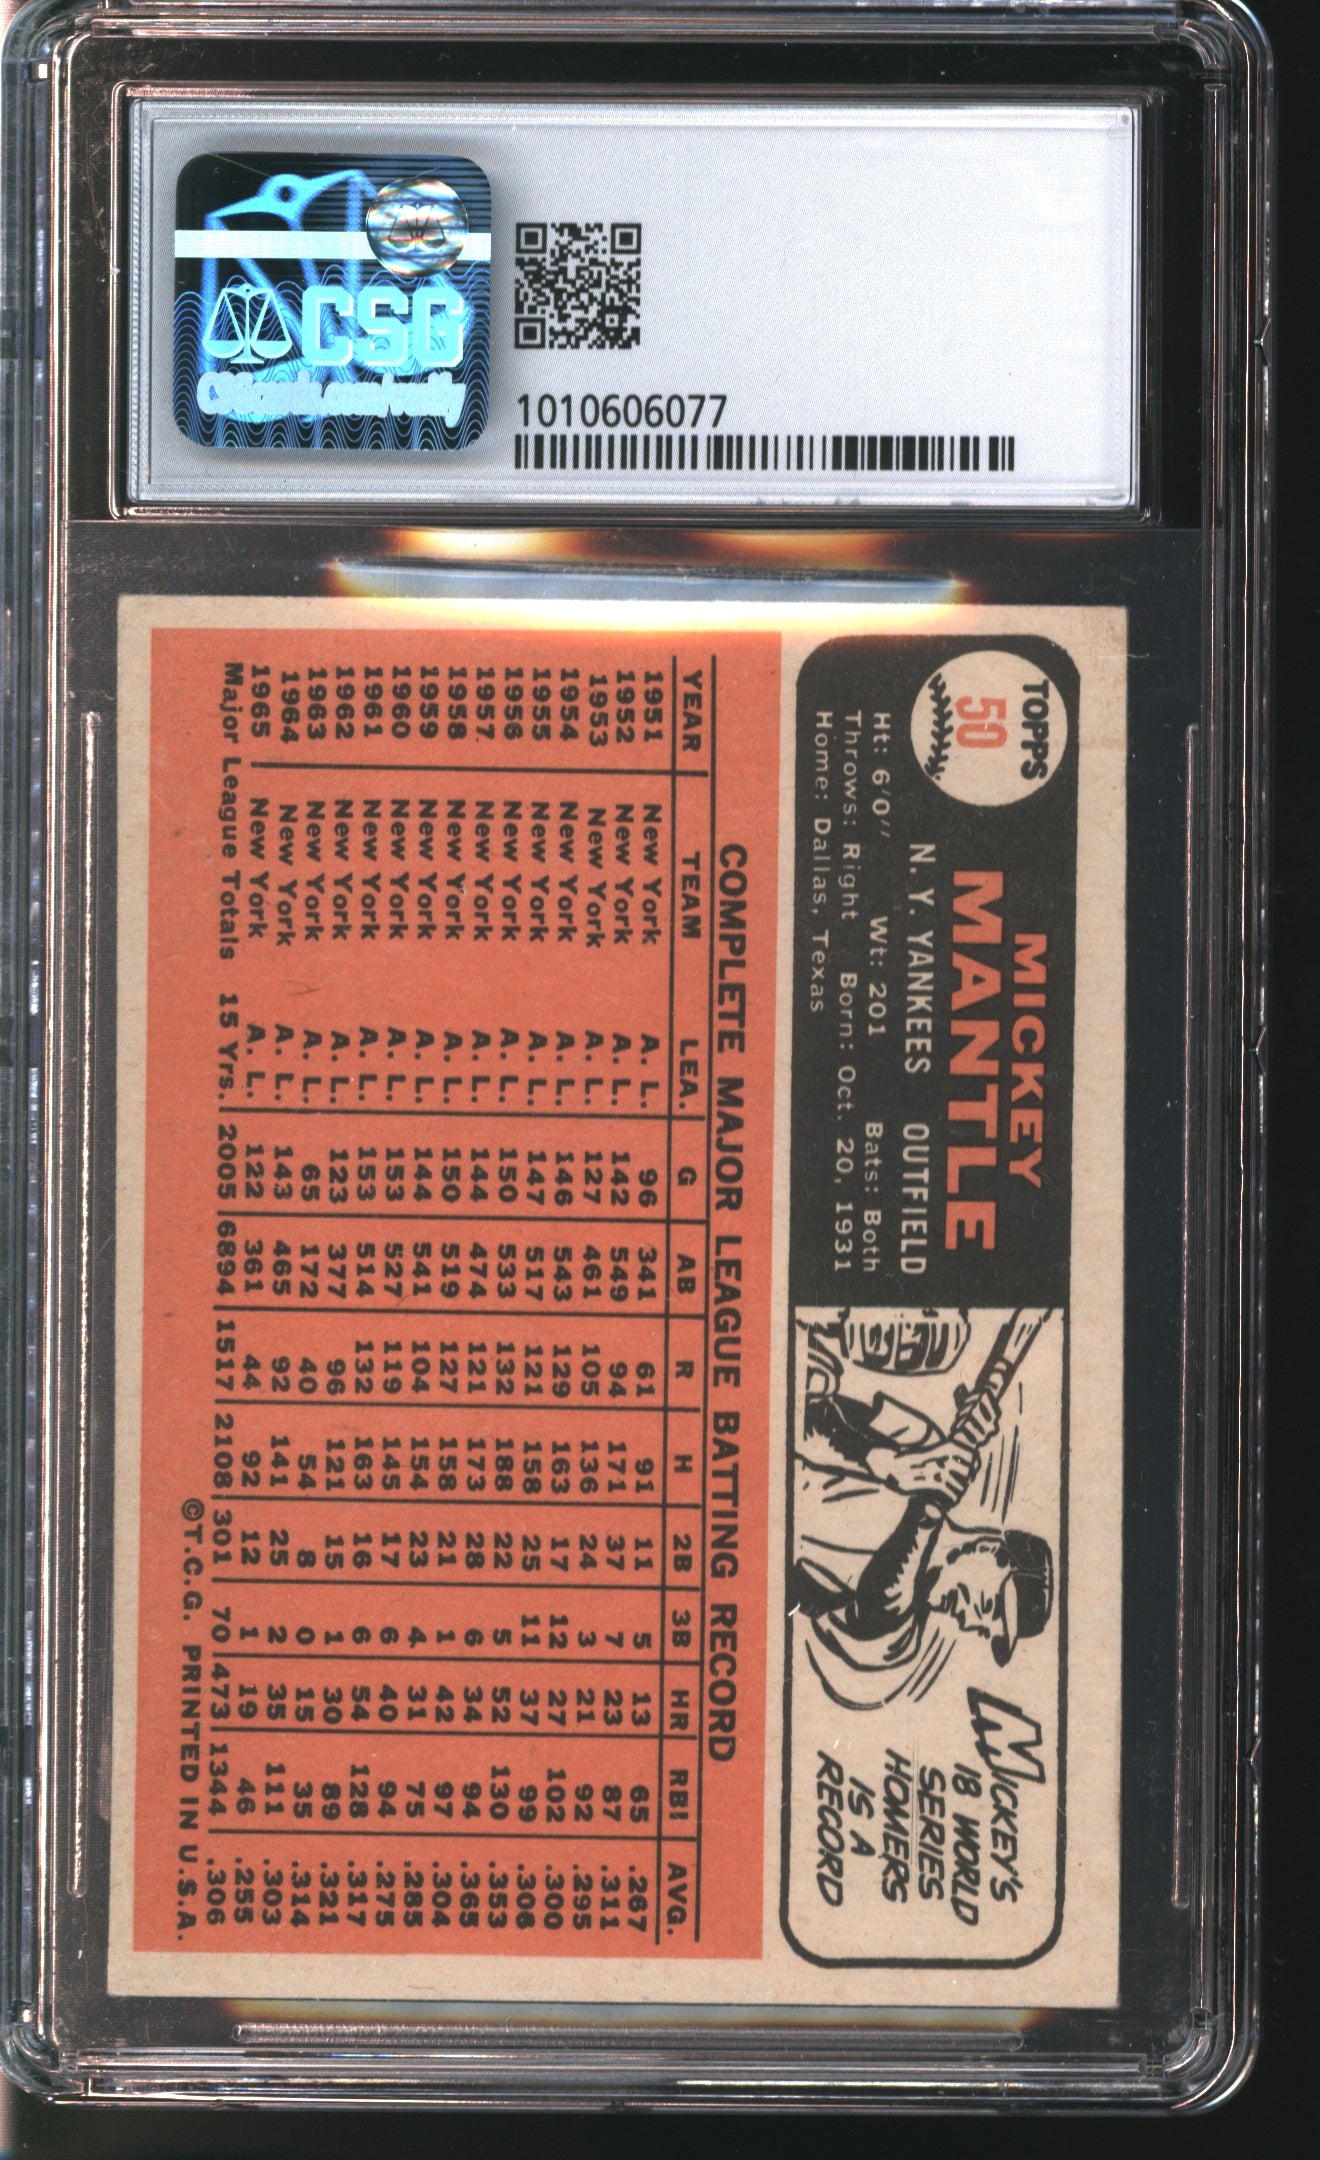 CSG
CSGcards.com/verify
1010606077
TOPPS
50
MICKEY
MANTLE
N. Y. YANKEES OUTFIELD
Ht: 6'0" Wt: 201 Bats: Both
Throws: Right Born: Oct. 20, 1931
Home: Dallas, Texas
MICKEY'S
18 WORLD
SERIES
HOMERS
IS A
RECORD
COMPLETE MAJOR LEAGUE BATTING RECORD
YEAR TEAM LEA. G AB R H 2B 3B HR RBI AVG.
1951 New York A. L. 96 341 61 91 11 5 13 65 .267
1952 New York A. L. 142 549 94 171 37 7 23 87 .311
1953 New York A. L. 127 461 105 136 24 3 21 92 .295
1954 New York A. L. 146 543 129 163 17 12 27 102 .300
1955 New York A. L. 147 517 121 158 25 11 37 99 .306
1956 New York A. L. 150 533 132 188 22 5 52 130 .353
1957 New York A. L. 144 474 121 173 28 6 34 94 .365
1958 New York A. L. 150 519 127 158 21 1 42 97 .304
1959 New York A. L. 144 541 104 154 23 4 31 75 .285
1960 New York A. L. 153 527 119 145 17 6 40 94 .275
1961 New York A. L. 153 514 132 163 16 6 54 128 .317
1962 New York A. L. 123 377 96 121 15 1 30 89 .321
1963 New York A. L. 65 172 40 54 8 0 15 35 .314
1964 New York A. L. 143 465 92 141 25 2 35 111 .303
1965 New York A. L. 122 361 44 92 12 1 19 46 .255
Major League Totals 15 Yrs. 2005 6894 1517 2108 301 70 473 1344 .306
©T.C.G. PRINTED IN U.S.A.